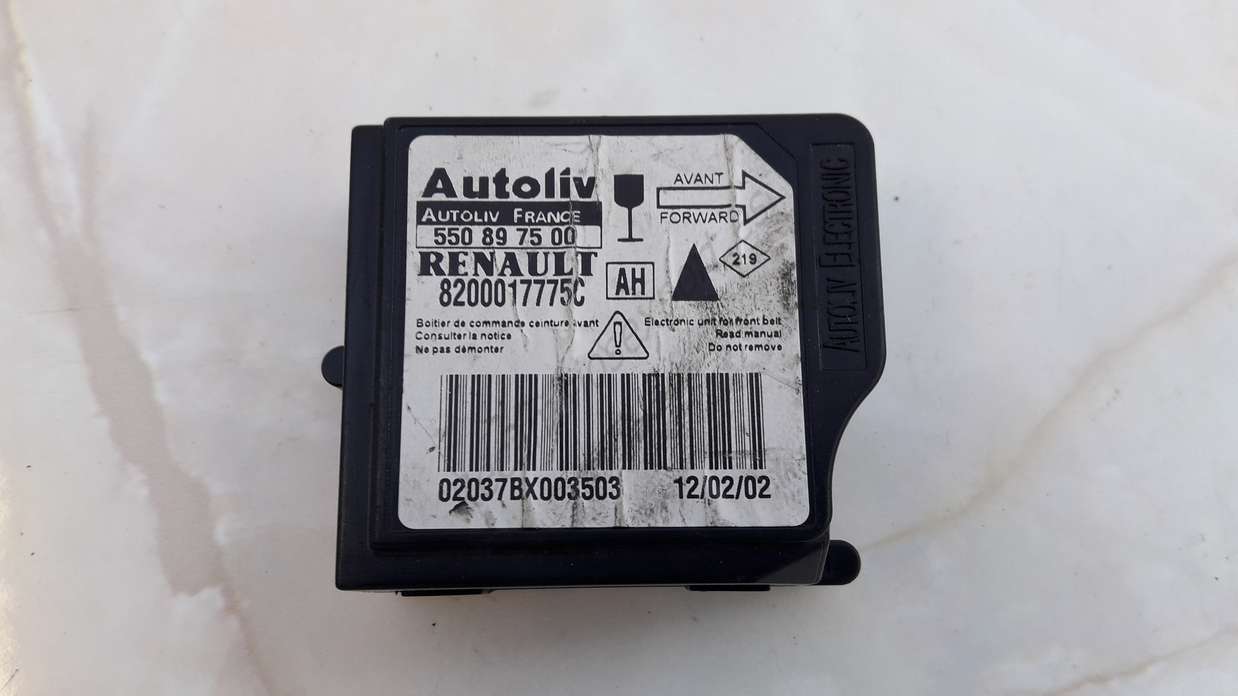 Autoliv
AUTOLIV FRANCE
550 89 75 00
RENAULT
8200017775C
AH
AVANT
FORWARD
219
Boitier de commande ceinture avant
Consulter la notice
Ne pas démonter
!
Electronic unit for front belt
Read manual
Do not remove
02037BX003503 12/02/02
AUTOLIV ELECTRONIC